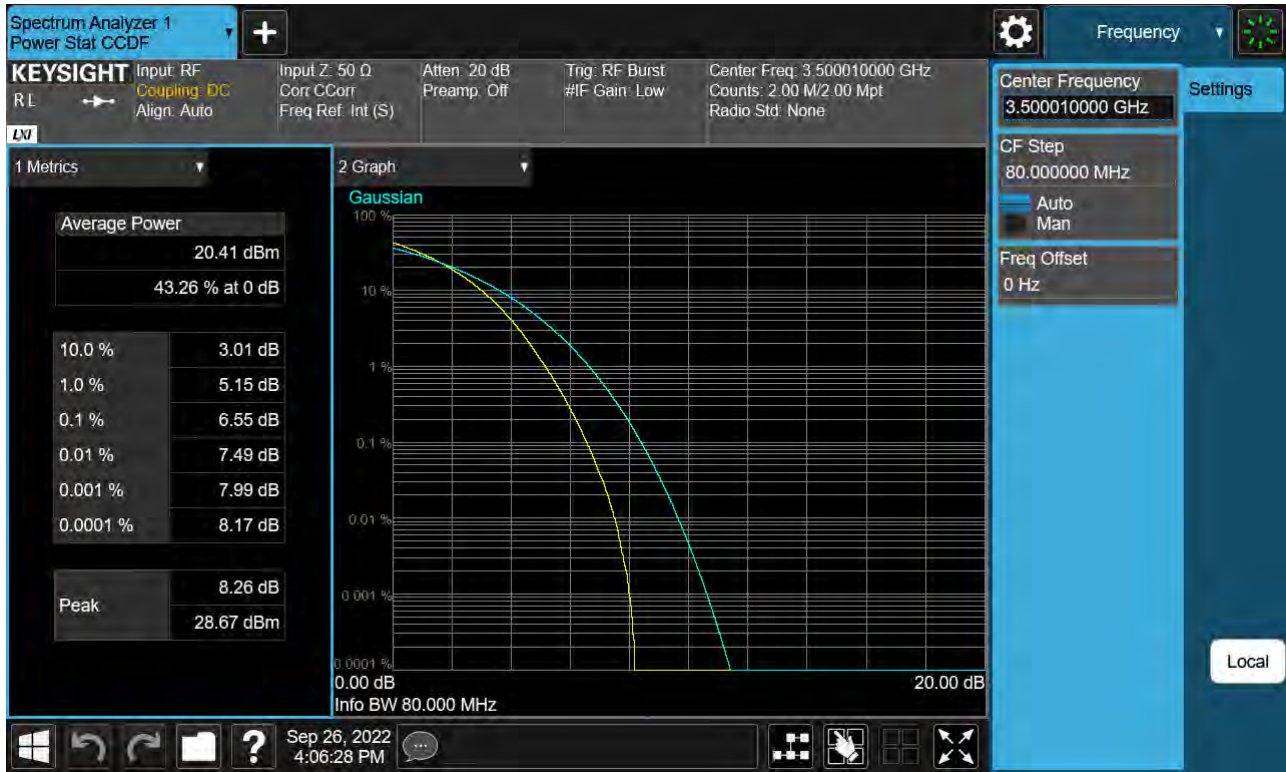 Spectrum Analyzer 1
Power Stat CCDF
+
Frequency
KEYSIGHT
RL
LXI
Input: RF
Coupling: DC
Align: Auto
Input Z: 50 Ω
Corr CCorr
Freq Ref: Int (S)
Atten: 20 dB
Preamp: Off
Trig: RF Burst
#IF Gain: Low
Center Freq: 3.500010000 GHz
Counts: 2.00 M/2.00 Mpt
Radio Std: None
Center Frequency
3.500010000 GHz
Settings
CF Step
80.000000 MHz
Auto
Man
Freq Offset
0 Hz
1 Metrics
Average Power
20.41 dBm
43.26 % at 0 dB
10.0 % 3.01 dB
1.0 % 5.15 dB
0.1 % 6.55 dB
0.01 % 7.49 dB
0.001 % 7.99 dB
0.0001 % 8.17 dB
Peak
8.26 dB
28.67 dBm
2 Graph
Gaussian
100 %
10 %
1 %
0.1 %
0.01 %
0.001 %
0.0001 %
0.00 dB 20.00 dB
Info BW 80.000 MHz
Local
?
Sep 26, 2022
4:06:28 PM